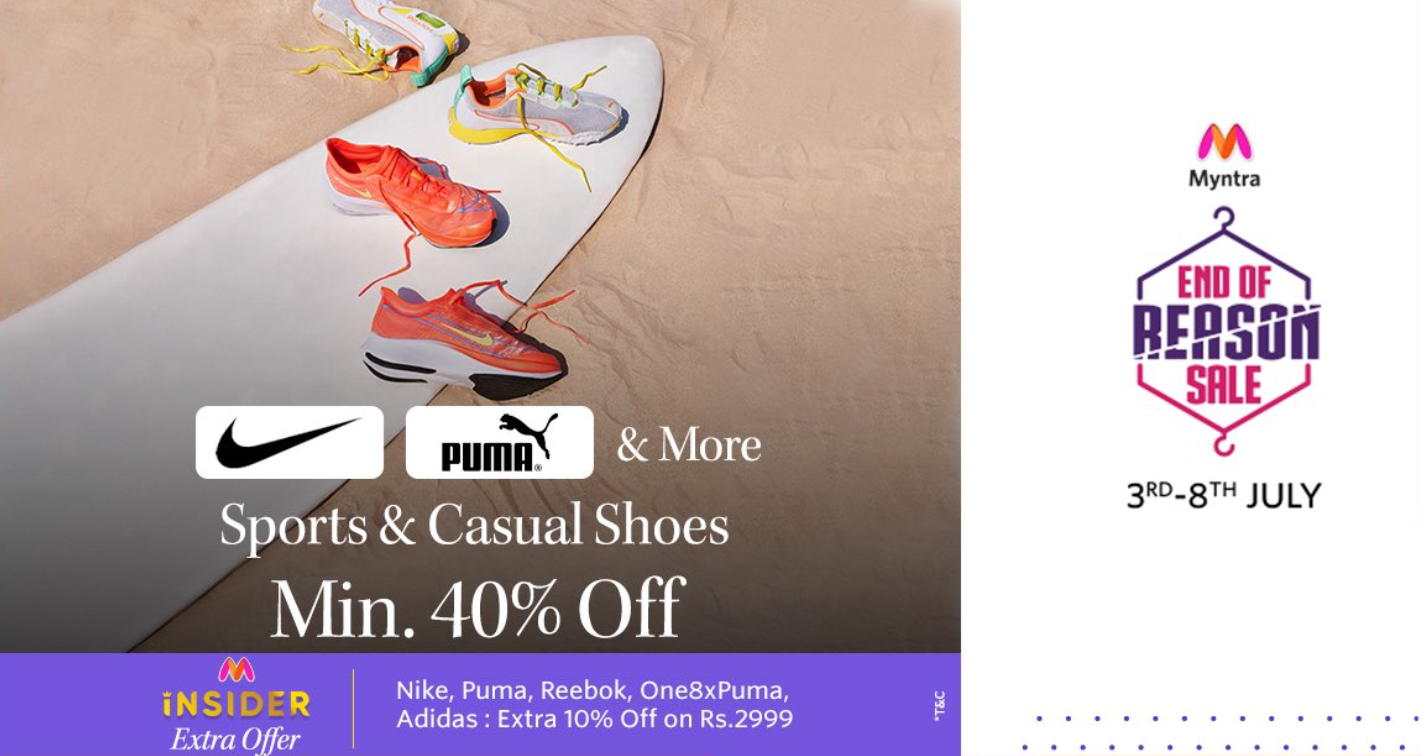 PUMA® & More
Sports & Casual Shoes
Min. 40% Off
iNSIDER
Extra Offer
Nike, Puma, Reebok, One8xPuma,
Adidas : Extra 10% Off on Rs.2999
*T&C
Myntra
END OF
REASON
SALE
3RD-8TH JULY